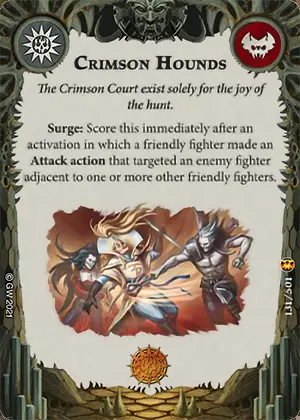 CRIMSON HOUNDS
The Crimson Court exist solely for the joy of
the hunt.
Surge: Score this immediately after an
activation in which a friendly fighter made an
Attack action that targeted an enemy fighter
adjacent to one or more other friendly fighters.
© GW 2021
131/501